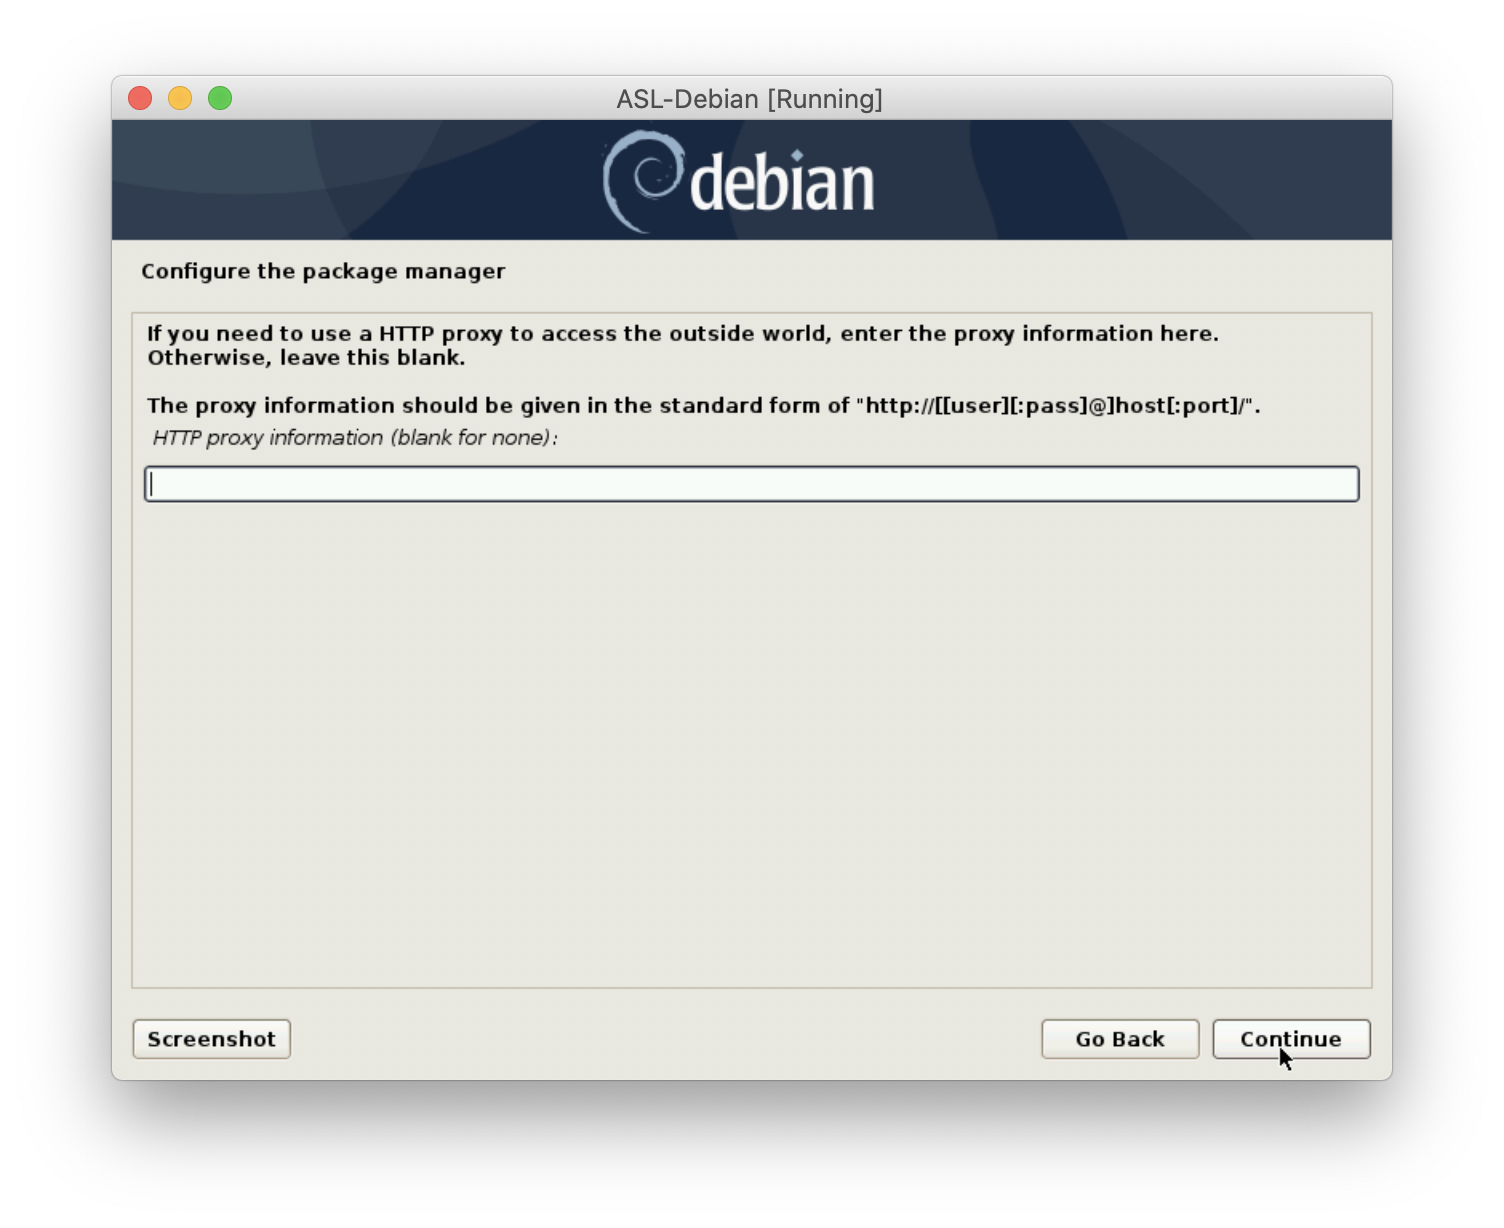 ASL-Debian [Running]
debian
Configure the package manager
If you need to use a HTTP proxy to access the outside world, enter the proxy information here.
Otherwise, leave this blank.
The proxy information should be given in the standard form of "http://[[user][:pass]@]host[:port]/".
HTTP proxy information (blank for none):
Screenshot
Go Back
Continue